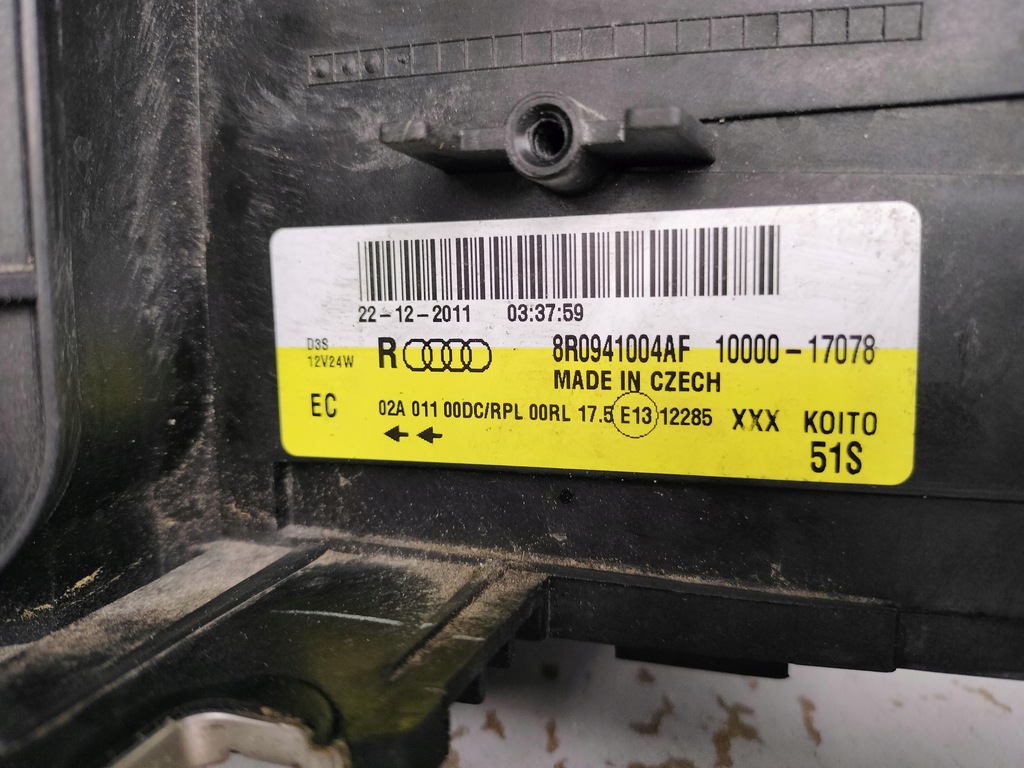 22-12-2011 03:37:59
D3S
12V24W
R 8R0941004AF 10000-17078
MADE IN CZECH
EC 02A 011 00DC/RPL 00RL 17.5 E13 12285 XXX KOITO
51S